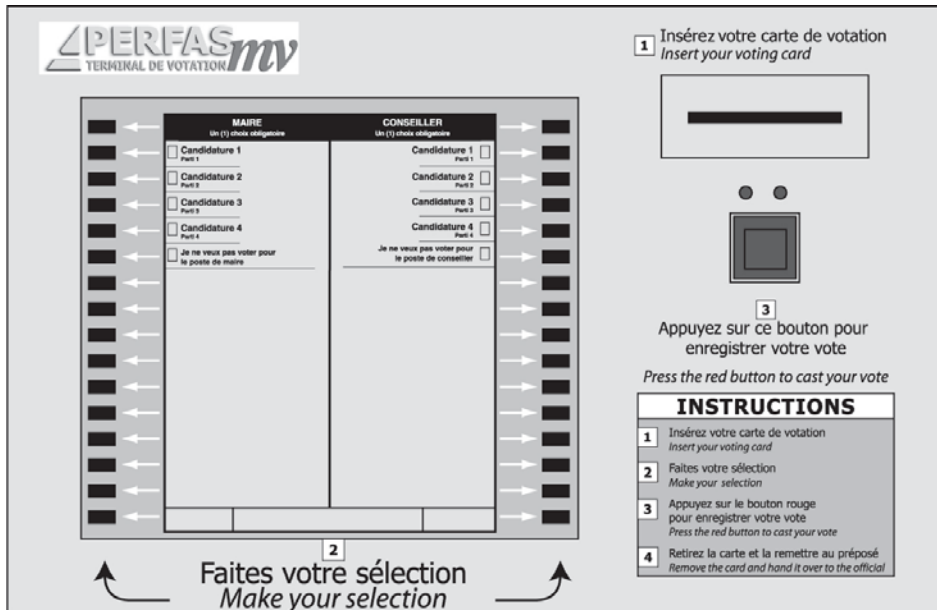 PERFAS mv
TERMINAL DE VOTATION
MAIRE
Un (1) choix obligatoire
Candidature 1
Parti 1
Candidature 2
Parti 2
Candidature 3
Parti 3
Candidature 4
Parti 4
Je ne veux pas voter pour
le poste de maire
CONSEILLER
Un (1) choix obligatoire
Candidature 1
Parti 1
Candidature 2
Parti 2
Candidature 3
Parti 3
Candidature 4
Parti 4
Je ne veux pas voter pour
le poste de conseiller
2
Faites votre sélection
Make your selection
1 Insérez votre carte de votation
Insert your voting card
3
Appuyez sur ce bouton pour
enregistrer votre vote
Press the red button to cast your vote
INSTRUCTIONS
1 Insérez votre carte de votation
Insert your voting card
2 Faites votre sélection
Make your selection
3 Appuyez sur le bouton rouge
pour enregistrer votre vote
Press the red button to cast your vote
4 Retirez la carte et la remettre au préposé
Remove the card and hand it over to the official